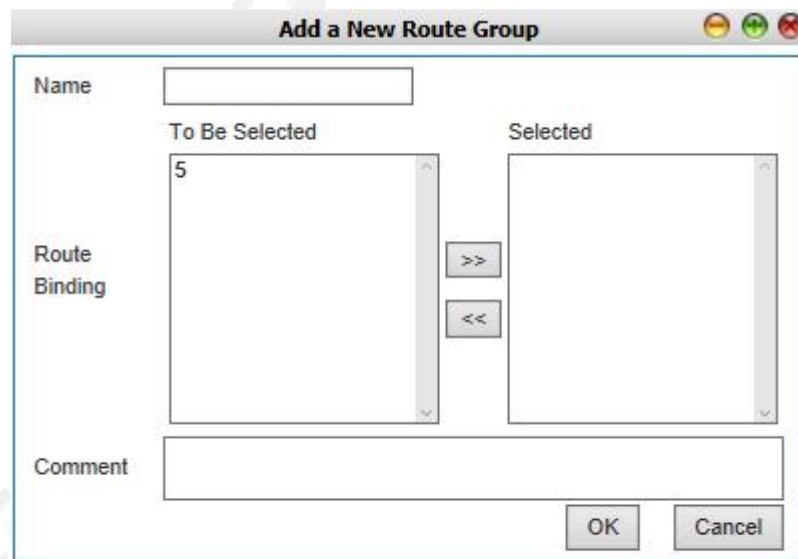 Add a New Route Group
Name
To Be Selected
Selected
5
Route
Binding
>>
<<
Comment
OK
Cancel